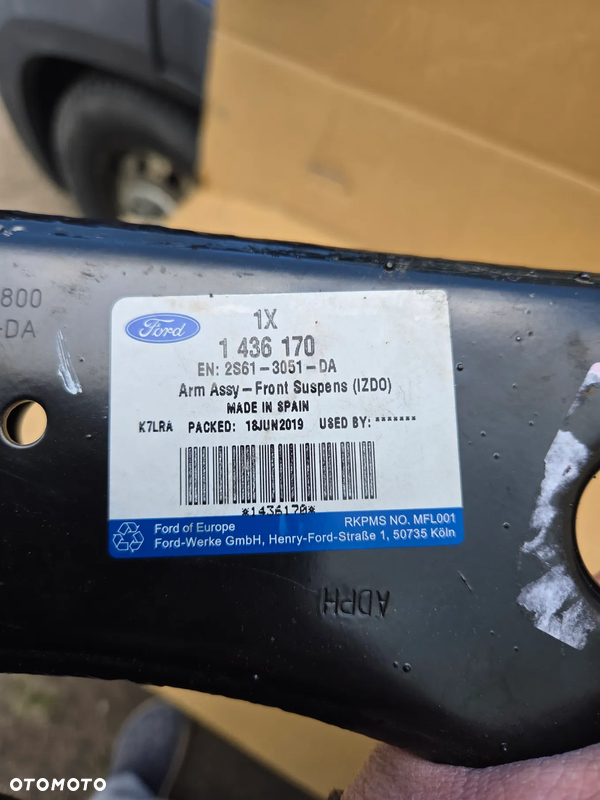 800
-DA
Ford
1X
1 436 170
EN: 2S61-3051-DA
Arm Assy-Front Suspens (IZDO)
MADE IN SPAIN
K7LRA PACKED: 18JUN2019 USED BY: *******
*1436170*
Ford of Europe
RKPMS NO. MFL001
Ford-Werke GmbH, Henry-Ford-Straße 1, 50735 Köln
ADPH
OTOMOTO